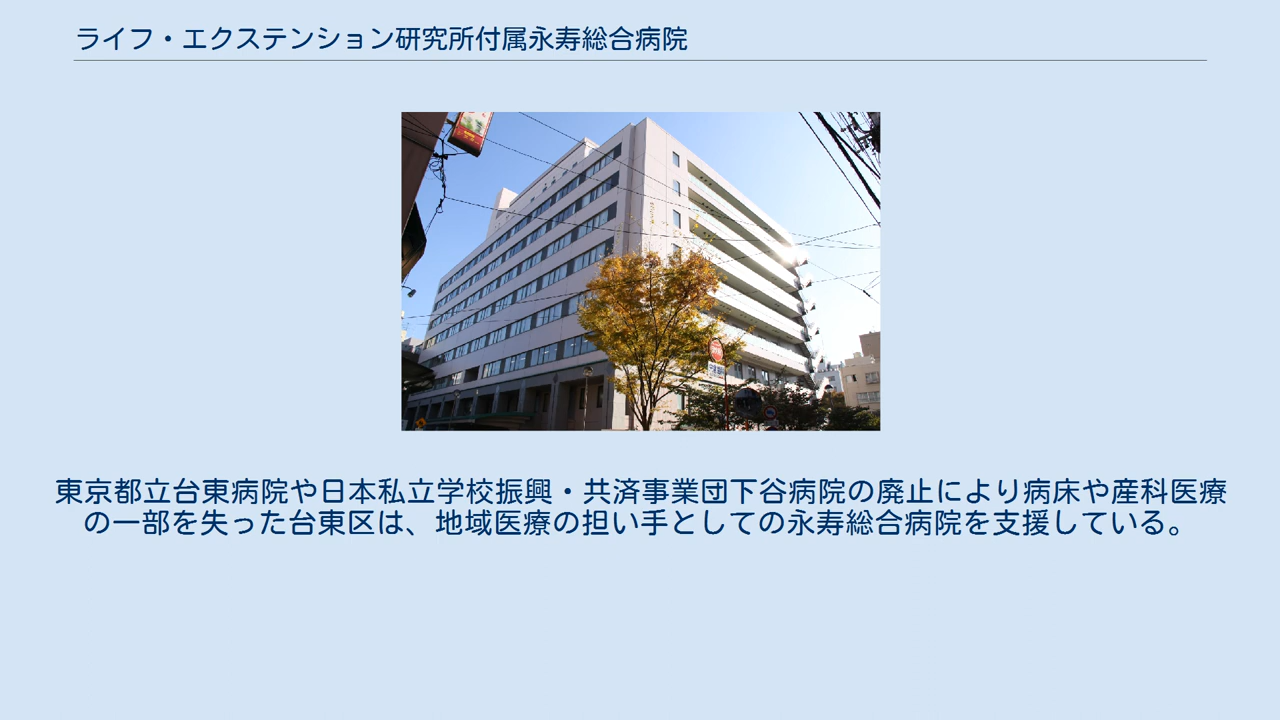 ライフ・エクステンション研究所付属永寿総合病院
東京都立台東病院や日本私立学校振興・共済事業団下谷病院の廃止により病床や産科医療
の一部を失った台東区は、地域医療の担い手としての永寿総合病院を支援している。